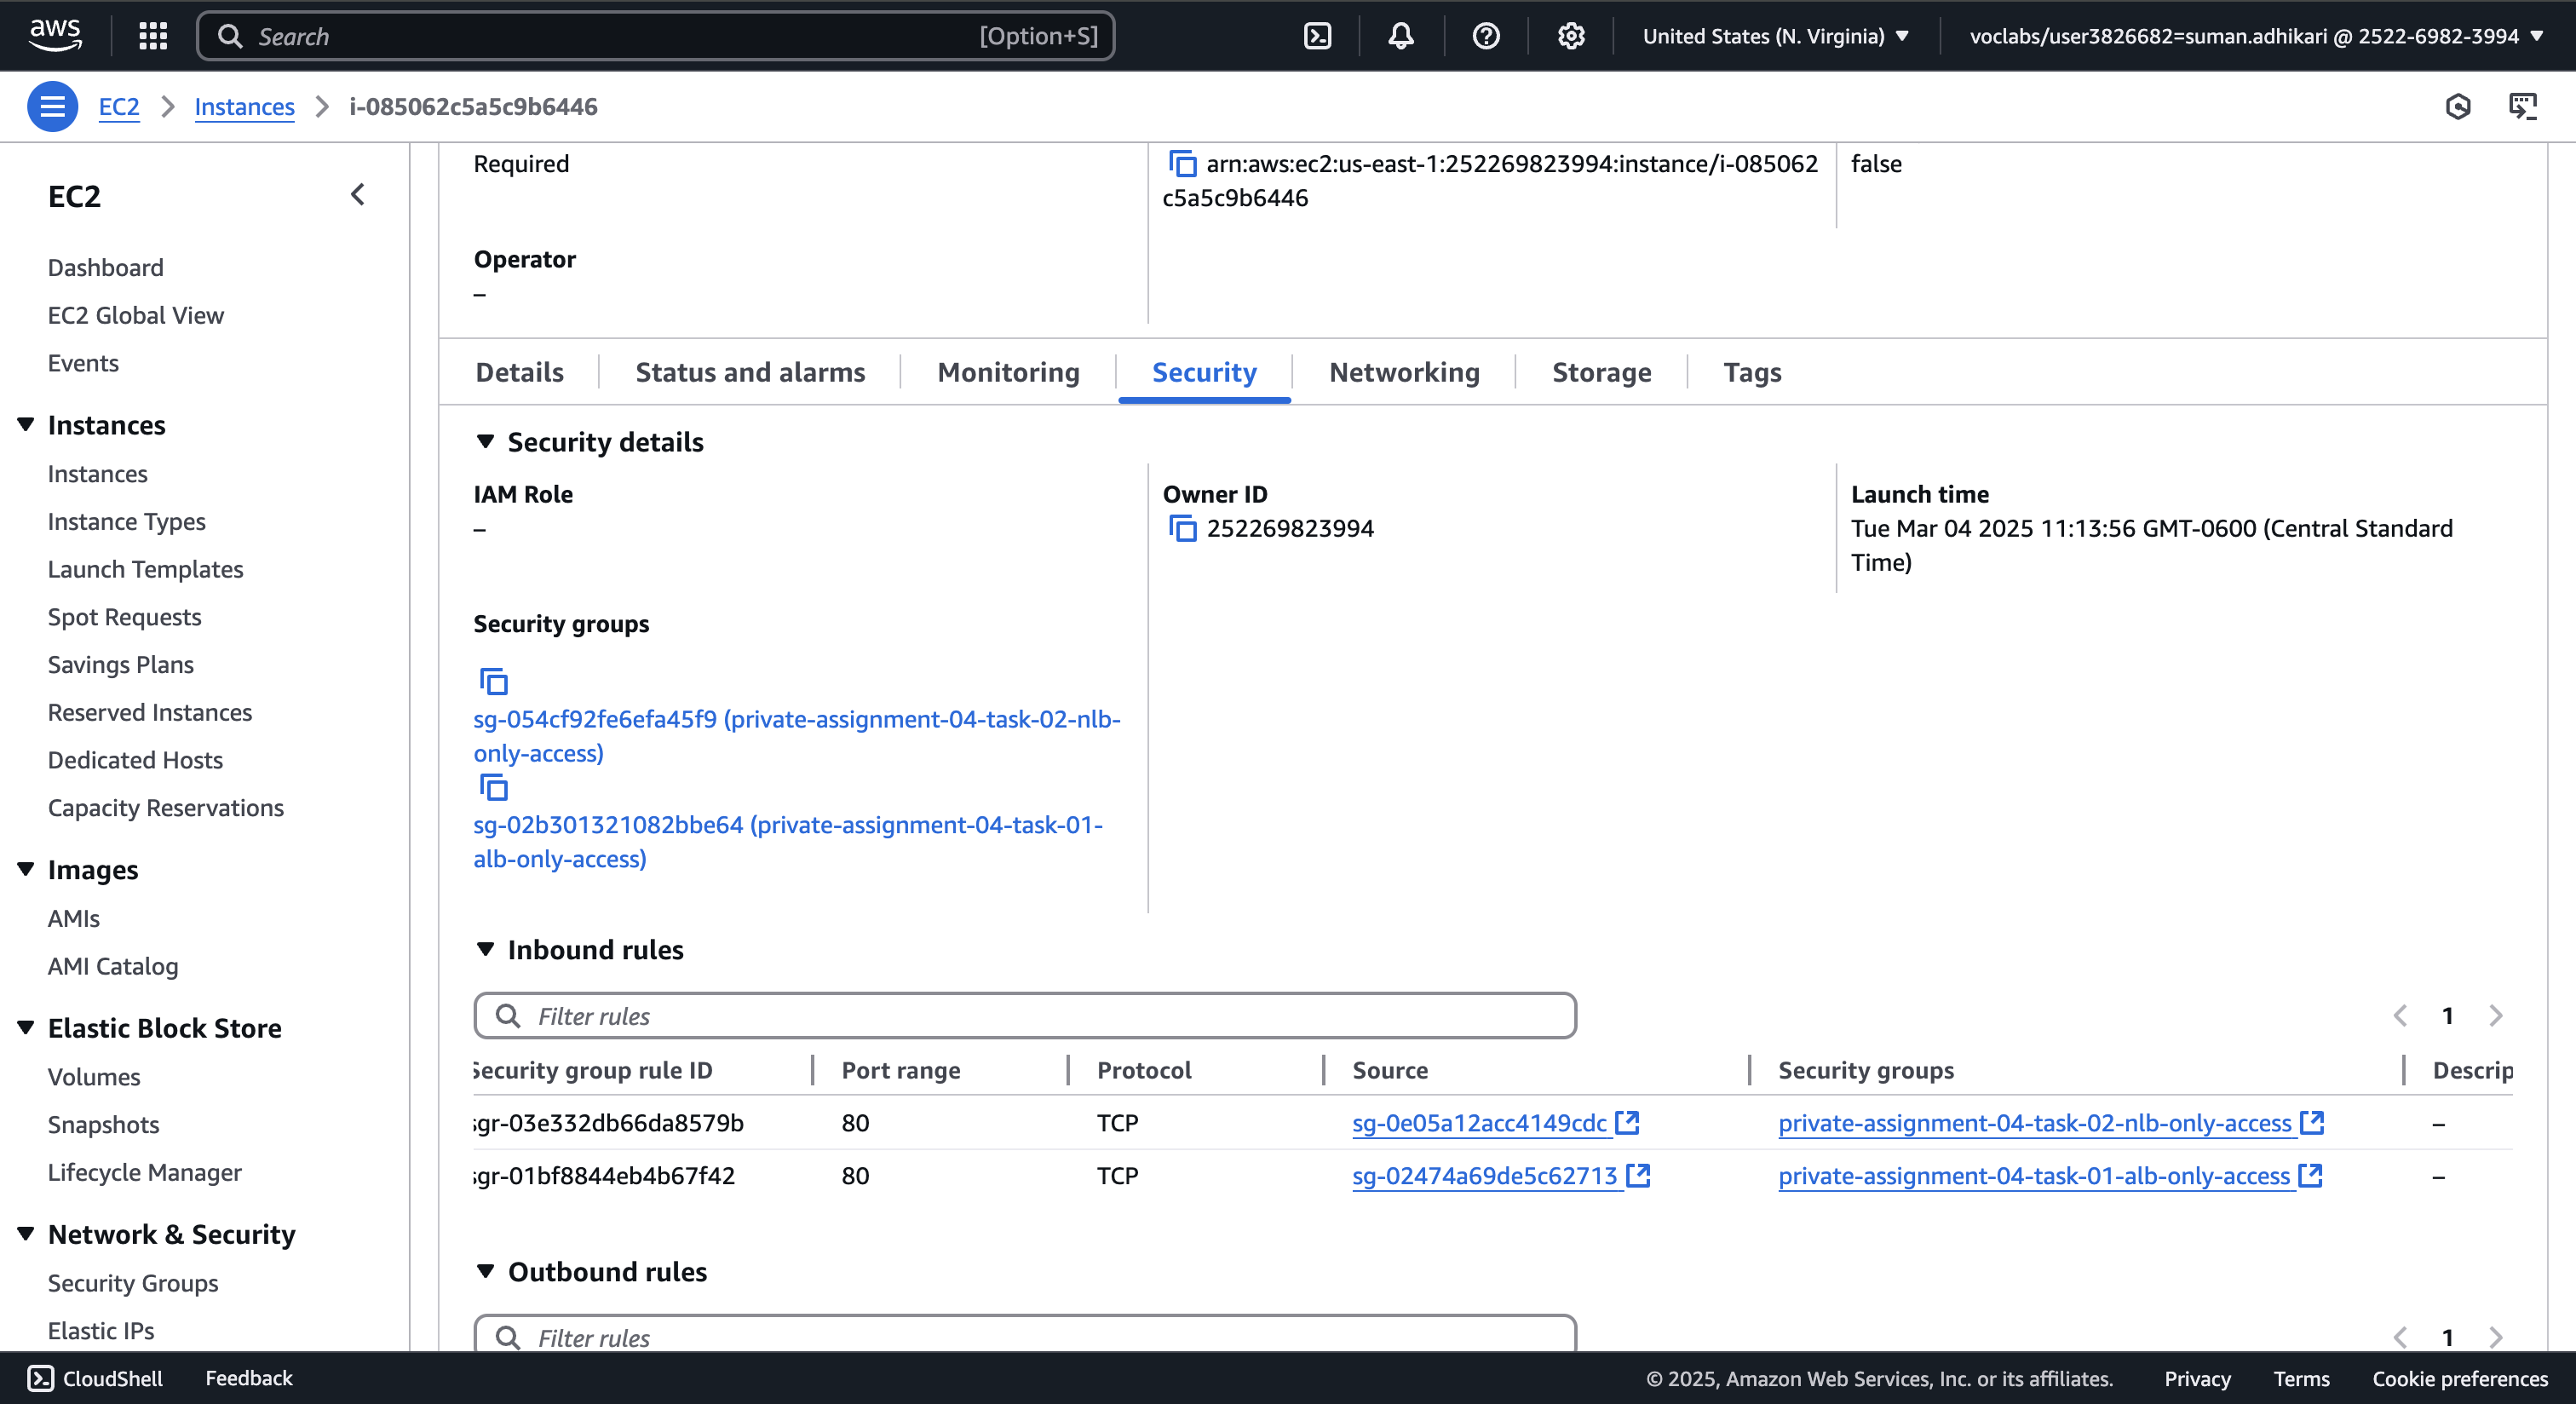 aws
Search [Option+S]
United States (N. Virginia)
voclabs/user3826682=suman.adhikari @ 2522-6982-3994
EC2 Instances i-085062c5a5c9b6446
EC2
Dashboard
EC2 Global View
Events
Instances
Instances
Instance Types
Launch Templates
Spot Requests
Savings Plans
Reserved Instances
Dedicated Hosts
Capacity Reservations
Images
AMIs
AMI Catalog
Elastic Block Store
Volumes
Snapshots
Lifecycle Manager
Network & Security
Security Groups
Elastic IPs
Required
arn:aws:ec2:us-east-1:252269823994:instance/i-085062
c5a5c9b6446
false
Operator
–
Details Status and alarms Monitoring Security Networking Storage Tags
Security details
IAM Role
–
Owner ID
252269823994
Launch time
Tue Mar 04 2025 11:13:56 GMT-0600 (Central Standard
Time)
Security groups
sg-054cf92fe6efa45f9 (private-assignment-04-task-02-nlb-
only-access)
sg-02b301321082bbe64 (private-assignment-04-task-01-
alb-only-access)
Inbound rules
Filter rules
1
Security group rule ID Port range Protocol Source Security groups Descrip
sgr-03e332db66da8579b 80 TCP sg-0e05a12acc4149cdc private-assignment-04-task-02-nlb-only-access –
sgr-01bf8844eb4b67f42 80 TCP sg-02474a69de5c62713 private-assignment-04-task-01-alb-only-access –
Outbound rules
Filter rules
1
CloudShell Feedback
© 2025, Amazon Web Services, Inc. or its affiliates. Privacy Terms Cookie preferences